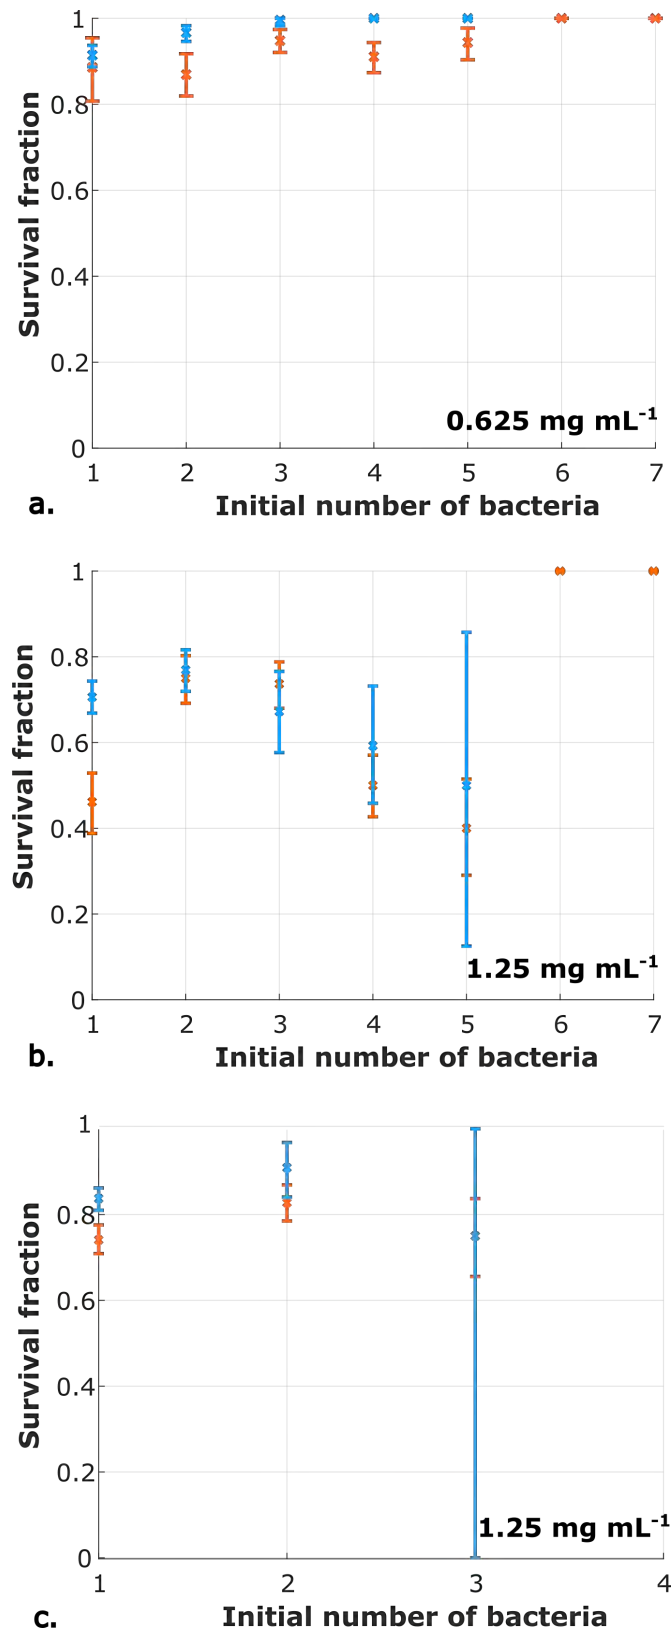 1
0.8
0.6
0.4
0.2
0
Survival fraction
0.625 mg mL-1
1 2 3 4 5 6 7
a. Initial number of bacteria
1
0.8
0.6
0.4
0.2
0
Survival fraction
1.25 mg mL-1
1 2 3 4 5 6 7
b. Initial number of bacteria
1
0.8
0.6
0.4
0.2
0
Survival fraction
1.25 mg mL-1
1 2 3 4
c. Initial number of bacteria